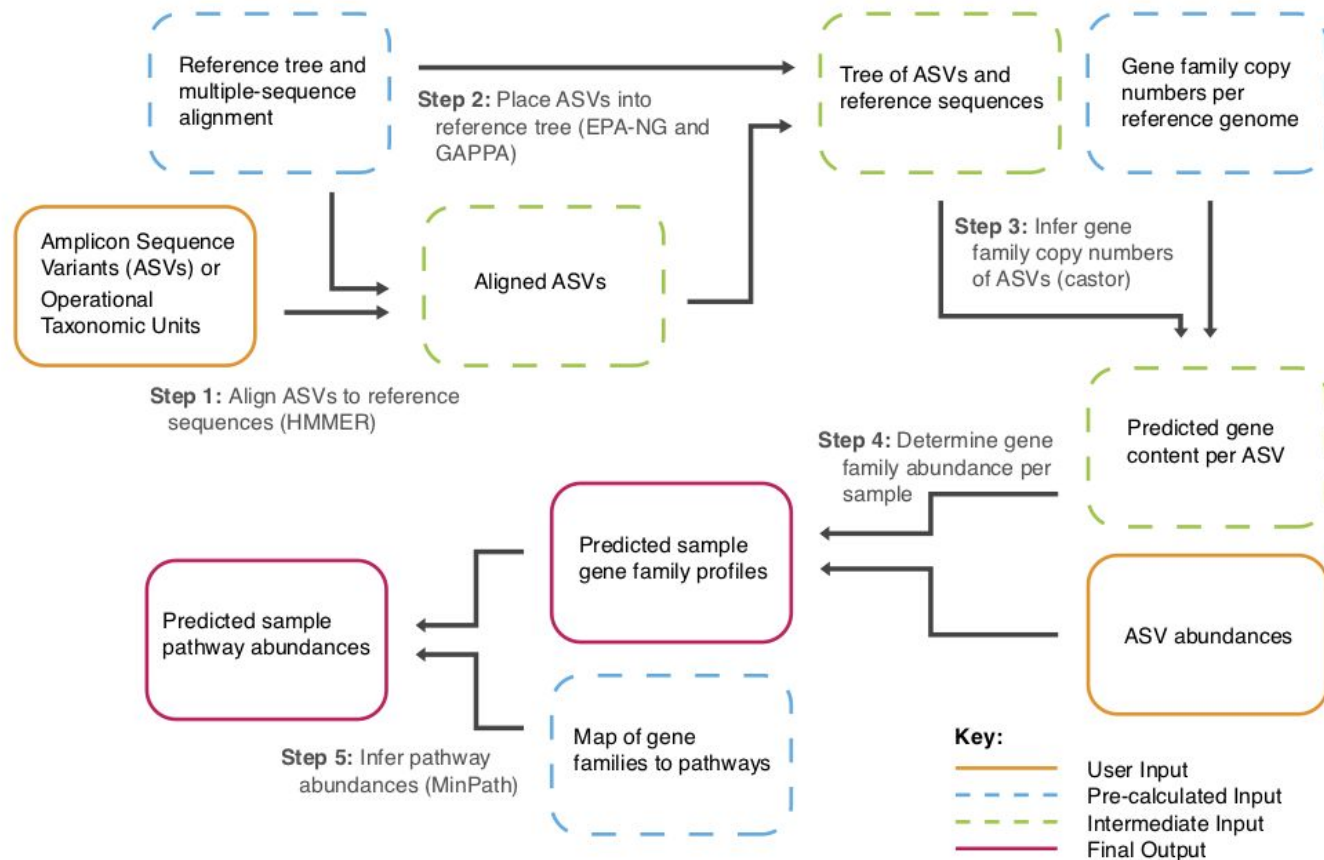 Reference tree and
multiple-sequence
alignment
Step 2: Place ASVs into
reference tree (EPA-NG and
GAPPA)
Tree of ASVs and
reference sequences
Gene family copy
numbers per
reference genome
Amplicon Sequence
Variants (ASVs) or
Operational
Taxonomic Units
Aligned ASVs
Step 3: Infer gene
family copy numbers
of ASVs (castor)
Step 1: Align ASVs to reference
sequences (HMMER)
Step 4: Determine gene
family abundance per
sample
Predicted gene
content per ASV
Predicted sample
gene family profiles
Predicted sample
pathway abundances
ASV abundances
Step 5: Infer pathway
abundances (MinPath)
Map of gene
families to pathways
Key:
User Input
Pre-calculated Input
Intermediate Input
Final Output